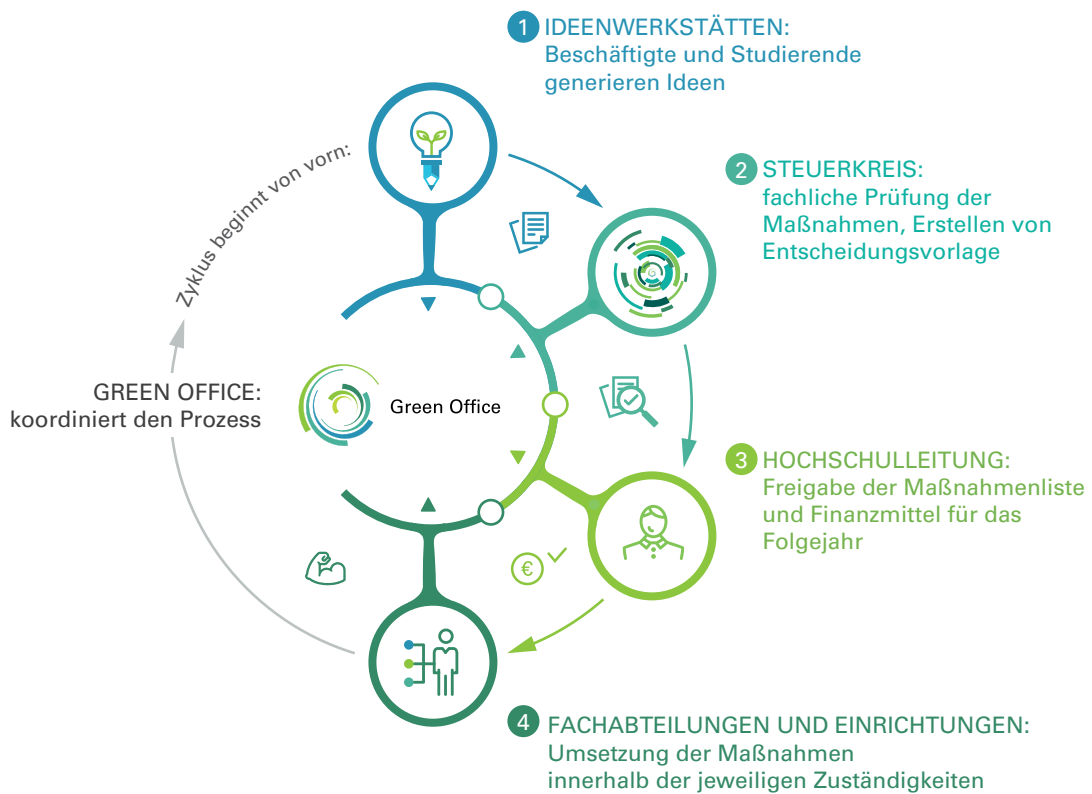 1 IDEENWERKSTÄTTEN:
Beschäftigte und Studierende
generieren Ideen
2 STEUERKREIS:
fachliche Prüfung der
Maßnahmen, Erstellen von
Entscheidungsvorlage
3 HOCHSCHULLEITUNG:
Freigabe der Maßnahmenliste
und Finanzmittel für das
Folgejahr
€
4 FACHABTEILUNGEN UND EINRICHTUNGEN:
Umsetzung der Maßnahmen
innerhalb der jeweiligen Zuständigkeiten
Zyklus beginnt von vorn:
GREEN OFFICE:
koordiniert den Prozess
Green Office